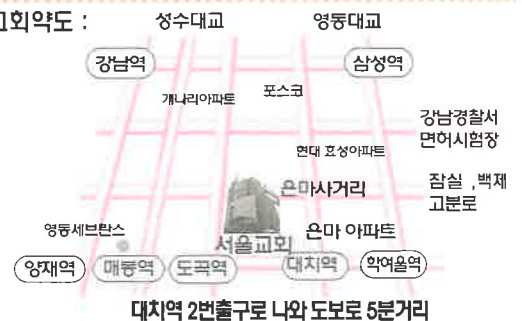 회약도 :
성수대교 영동대교
강남역 삼성역
개나리아파트 포스코
강남경찰서
면허시험장
현대 효성아파트
은마사거리
잠실 ,백제
고분로
영동세브란스
서울교회
은마 아파트
양재역 매봉역 도곡역 대치역 학여울역
대치역 2번출구로 나와 도보로 5분거리